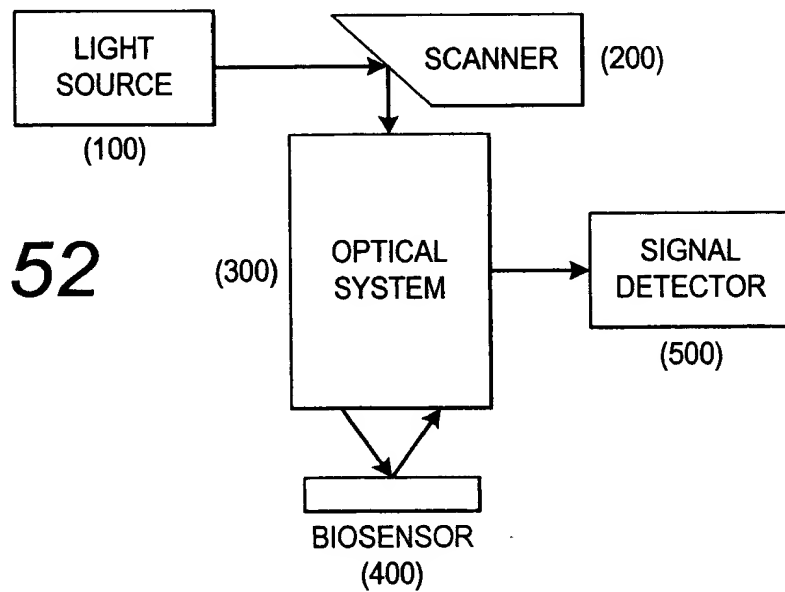 LIGHT
SOURCE
(100)
SCANNER
(200)
52
(300)
OPTICAL
SYSTEM
SIGNAL
DETECTOR
(500)
BIOSENSOR
(400)